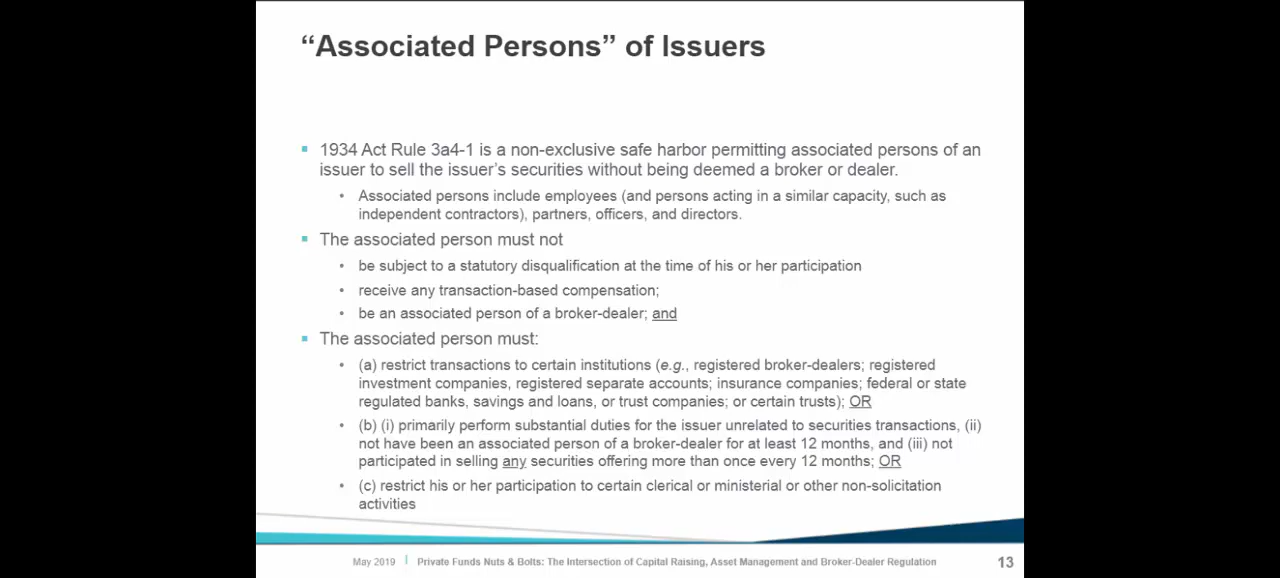 “Associated Persons” of Issuers
▪ 1934 Act Rule 3a4-1 is a non-exclusive safe harbor permitting associated persons of an
issuer to sell the issuer’s securities without being deemed a broker or dealer.
• Associated persons include employees (and persons acting in a similar capacity, such as
independent contractors), partners, officers, and directors.
▪ The associated person must not
• be subject to a statutory disqualification at the time of his or her participation
• receive any transaction-based compensation;
• be an associated person of a broker-dealer; and
▪ The associated person must:
• (a) restrict transactions to certain institutions (e.g., registered broker-dealers; registered
investment companies, registered separate accounts; insurance companies; federal or state
regulated banks, savings and loans, or trust companies; or certain trusts); OR
• (b) (i) primarily perform substantial duties for the issuer unrelated to securities transactions, (ii)
not have been an associated person of a broker-dealer for at least 12 months, and (iii) not
participated in selling any securities offering more than once every 12 months; OR
• (c) restrict his or her participation to certain clerical or ministerial or other non-solicitation
activities
May 2019 | Private Funds Nuts & Bolts: The Intersection of Capital Raising, Asset Management and Broker-Dealer Regulation 13